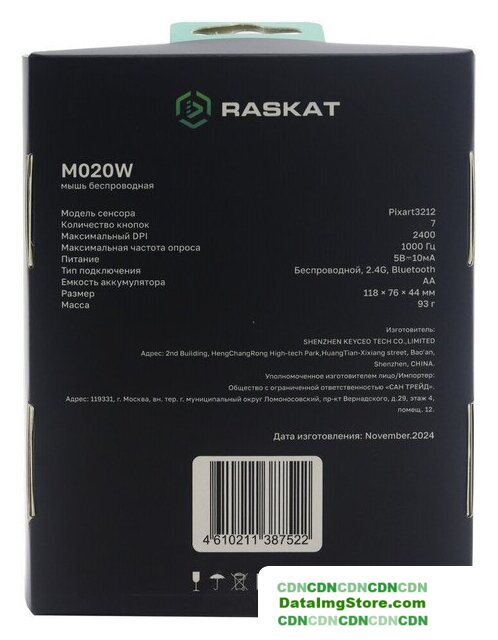 RASKAT
M020W
мышь беспроводная
Модель сенсора Pixart3212
Количество кнопок 7
Максимальный DPI 2400
Максимальная частота опроса 1000 Гц
Питание 5В=10мА
Тип подключения Беспроводной, 2.4G, Bluetooth
Емкость аккумулятора АА
Размер 118 × 76 × 44 мм
Масса 93 г
Изготовитель:
SHENZHEN KEYCEO TECH CO.,LIMITED
Адрес: 2nd Building, HengChangRong High-tech Park,HuangTian-Xixiang street, Bao'an,
Shenzhen, CHINA.
Уполномоченное изготовителем лицо/Импортер:
Общество с ограниченной ответственностью «САН ТРЕЙД».
Адрес: 119331, г. Москва, вн. тер. г. муниципальный округ Ломоносовский, пр-кт Вернадского, д.29, этаж 4,
помещ. 12.
Дата изготовления: November.2024
4 610211 387522
CDNCDNCDNCDNCDN
DataImgStore.com
CDNCDNCDNCDNCDN